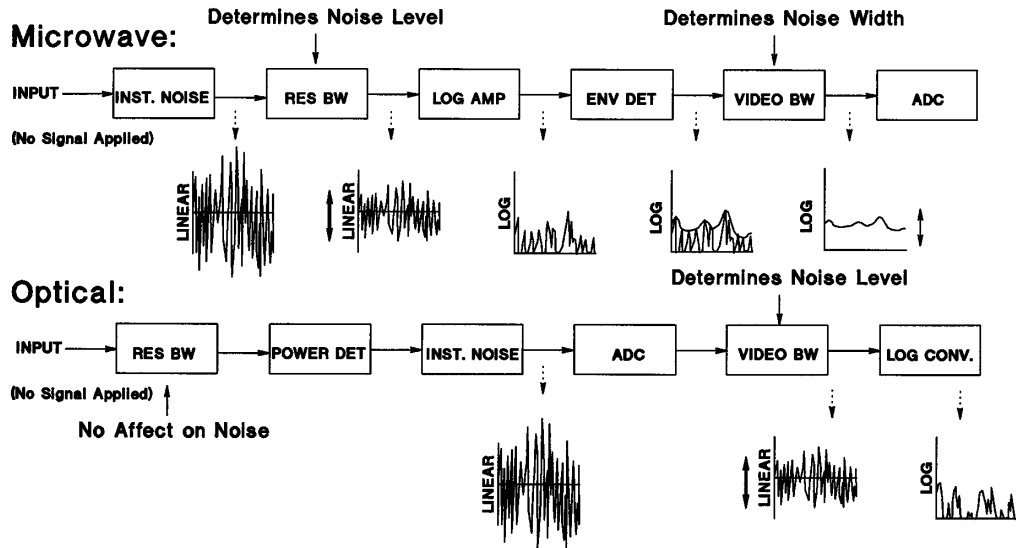 Determines Noise Level
Determines Noise Width
Microwave:
INPUT
INST. NOISE
RES BW
LOG AMP
ENV DET
VIDEO BW
ADC
(No Signal Applied)
LINEAR
LINEAR
LOG
LOG
LOG
Optical:
Determines Noise Level
INPUT
RES BW
POWER DET
INST. NOISE
ADC
VIDEO BW
LOG CONV.
(No Signal Applied)
No Affect on Noise
LINEAR
LINEAR
LOG